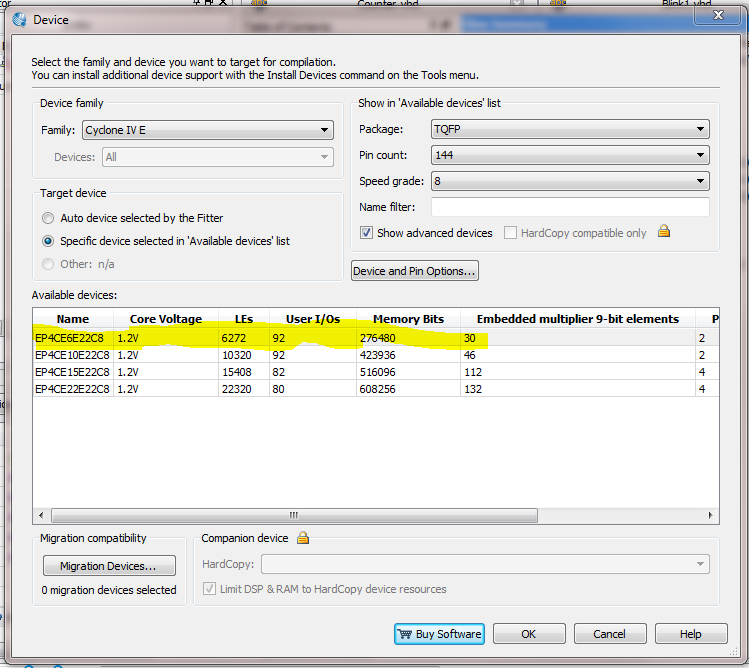 Counter.vhd
Blink1.vhd
Device
Select the family and device you want to target for compilation.
You can install additional device support with the Install Devices command on the Tools menu.
Device family
Family: Cyclone IV E
Devices: All
Target device
Auto device selected by the Fitter
Specific device selected in 'Available devices' list
Other: n/a
Show in 'Available devices' list
Package: TQFP
Pin count: 144
Speed grade: 8
Name filter:
Show advanced devices HardCopy compatible only
Device and Pin Options...
Available devices:
Name Core Voltage LEs User I/Os Memory Bits Embedded multiplier 9-bit elements P
EP4CE6E22C8 1.2V 6272 92 276480 30 2
EP4CE10E22C8 1.2V 10320 92 423936 46 2
EP4CE15E22C8 1.2V 15408 82 516096 112 4
EP4CE22E22C8 1.2V 22320 80 608256 132 4
Migration compatibility
Migration Devices...
0 migration devices selected
Companion device
HardCopy:
Limit DSP & RAM to HardCopy device resources
Buy Software OK Cancel Help